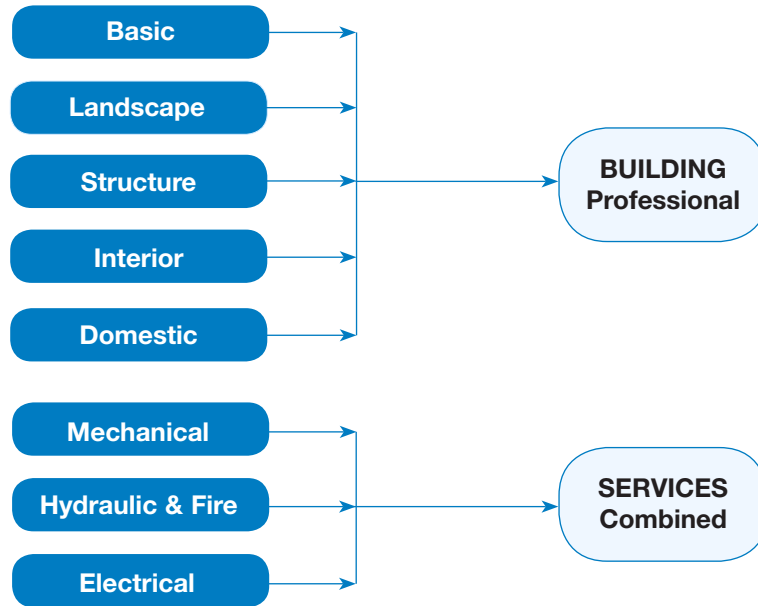 Basic
Landscape
Structure
Interior
Domestic
BUILDING
Professional
Mechanical
Hydraulic & Fire
Electrical
SERVICES
Combined